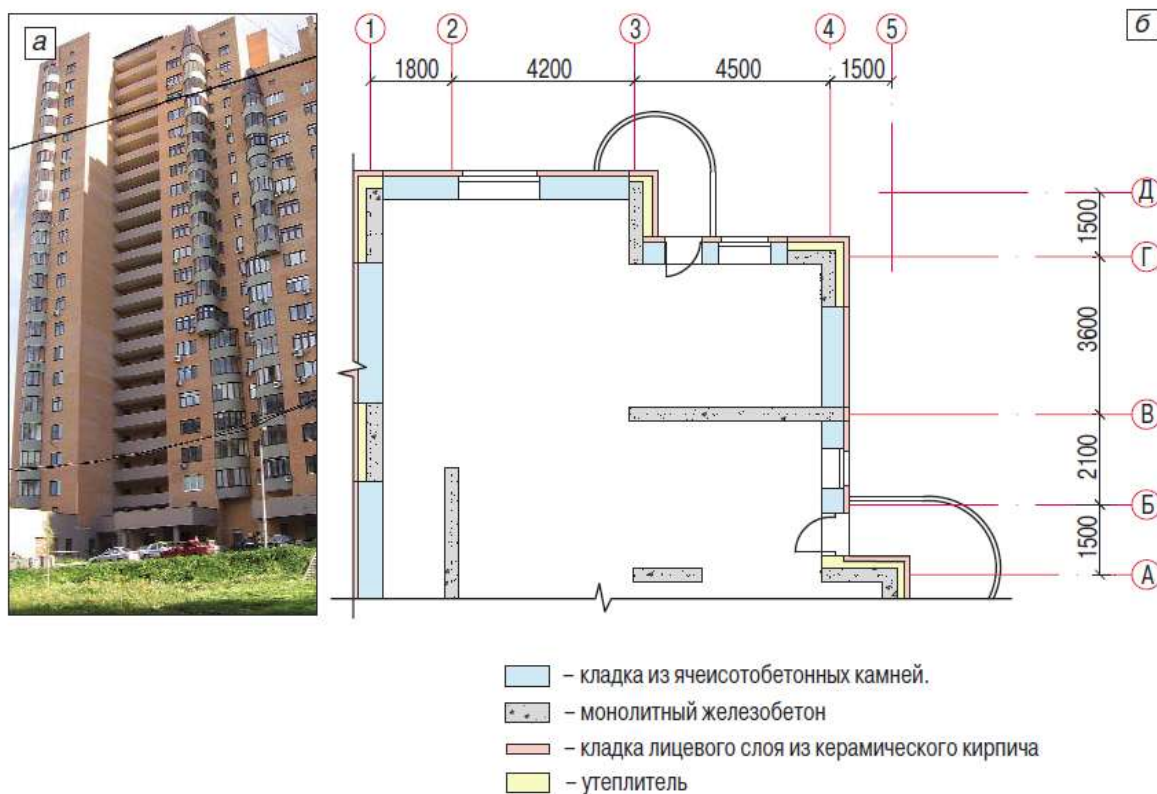 а
б
1 2 3 4 5
1800 4200 4500 1500
Д
1500
Г
3600
В
2100
Б
1500
А
– кладка из ячеисотобетонных камней.
– монолитный железобетон
– кладка лицевого слоя из керамического кирпича
– утеплитель